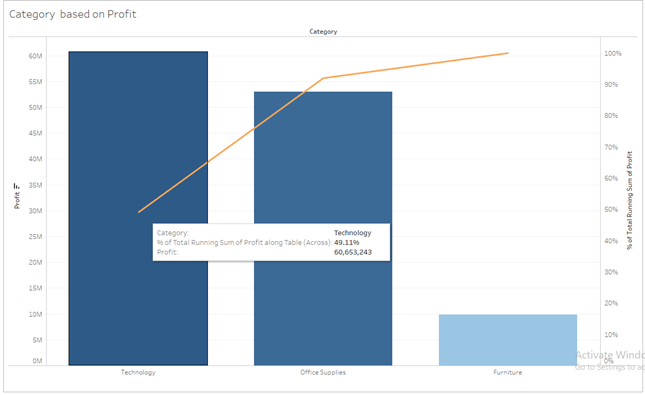 Category based on Profit
Category
60M
55M
50M
45M
40M
35M
30M
25M
20M
15M
10M
5M
0M
Profit
100%
90%
80%
70%
60%
50%
40%
30%
20%
10%
0%
% of Total Running Sum of Profit
Category: Technology
% of Total Running Sum of Profit along Table (Across): 49.11%
Profit: 60,653,243
Technology
Office Supplies
Furniture
Activate Windo
Go to Settings to ac